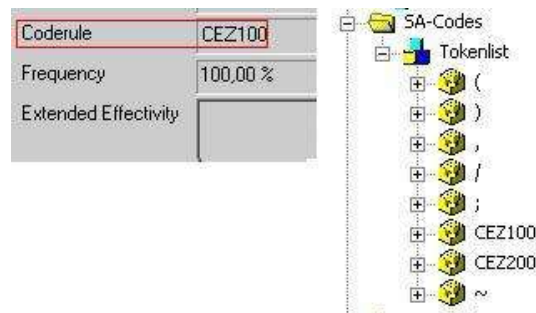 Coderule CEZ100
Frequency 100,00 %
Extended Effectivity
SA-Codes
Tokenlist
(
)
,
/
;
CEZ100
CEZ200
~